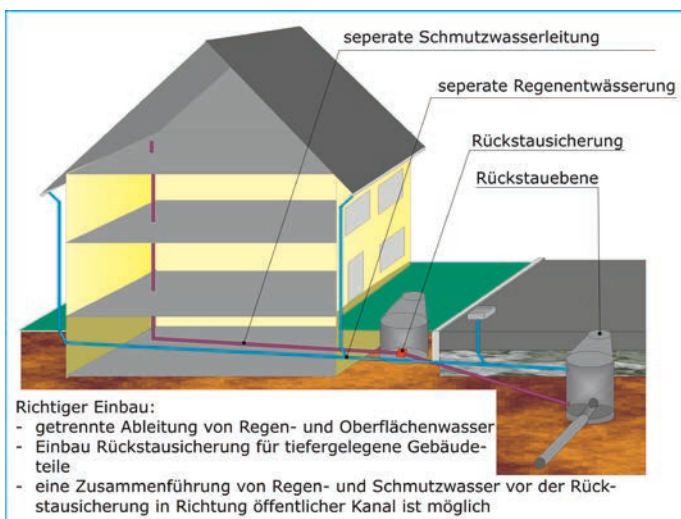 seperate Schmutzwasserleitung
seperate Regenentwässerung
Rückstausicherung
Rückstauebene
Richtiger Einbau:
- getrennte Ableitung von Regen- und Oberflächenwasser
- Einbau Rückstausicherung für tiefergelegene Gebäude-
teile
- eine Zusammenführung von Regen- und Schmutzwasser vor der Rück-
stausicherung in Richtung öffentlicher Kanal ist möglich